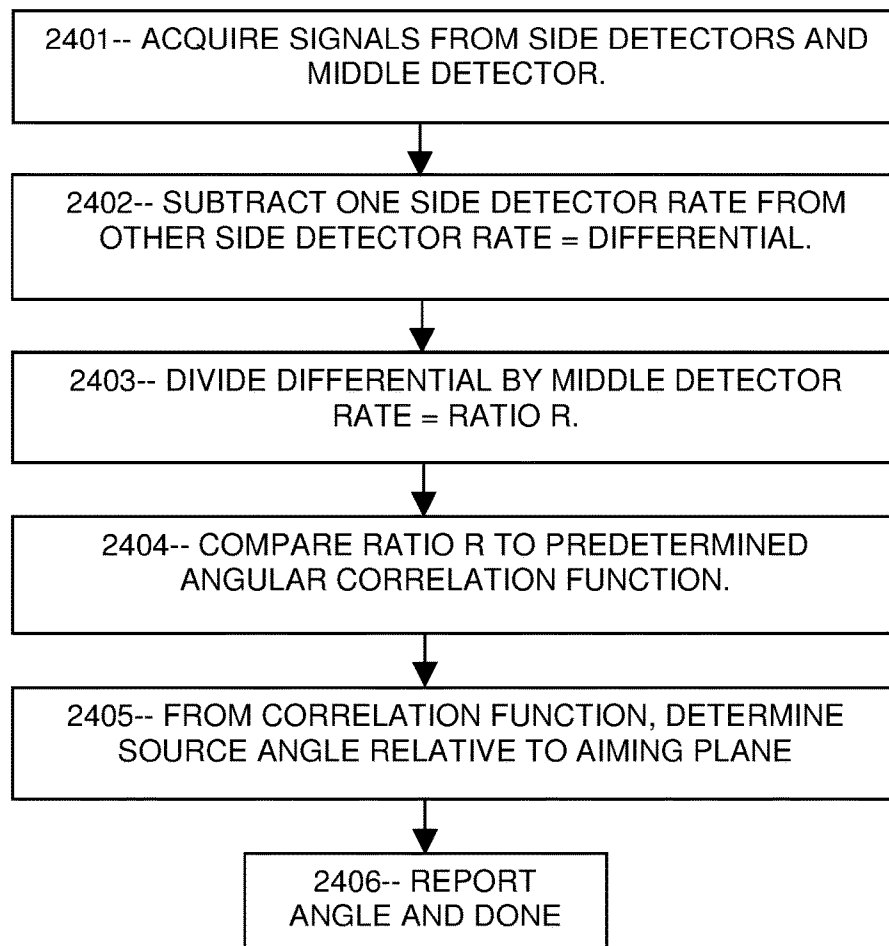 2401-- ACQUIRE SIGNALS FROM SIDE DETECTORS AND
MIDDLE DETECTOR.
2402-- SUBTRACT ONE SIDE DETECTOR RATE FROM
OTHER SIDE DETECTOR RATE = DIFFERENTIAL.
2403-- DIVIDE DIFFERENTIAL BY MIDDLE DETECTOR
RATE = RATIO R.
2404-- COMPARE RATIO R TO PREDETERMINED
ANGULAR CORRELATION FUNCTION.
2405-- FROM CORRELATION FUNCTION, DETERMINE
SOURCE ANGLE RELATIVE TO AIMING PLANE
2406-- REPORT
ANGLE AND DONE